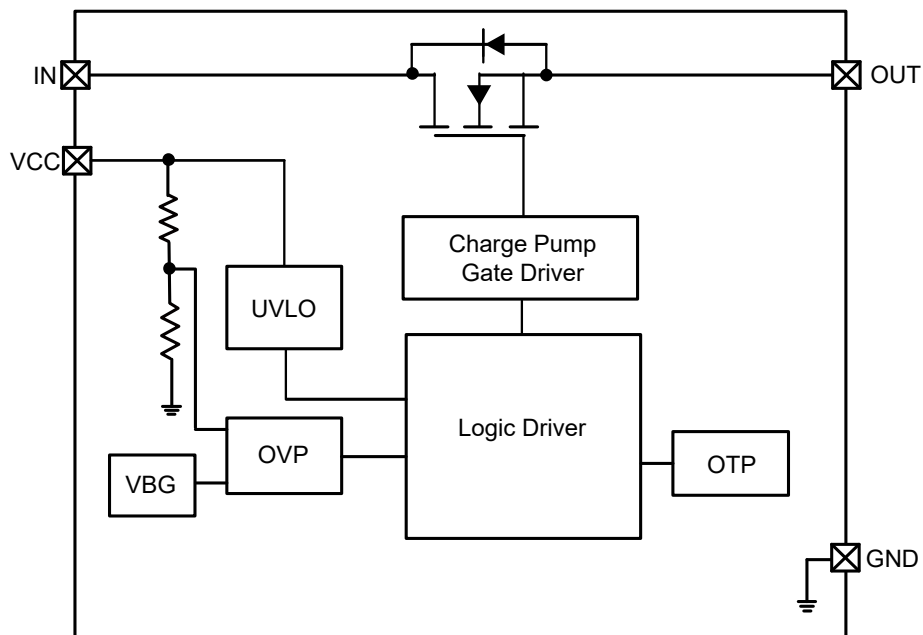 IN
OUT
VCC
Charge Pump
Gate Driver
UVLO
Logic Driver
OVP
OTP
VBG
GND